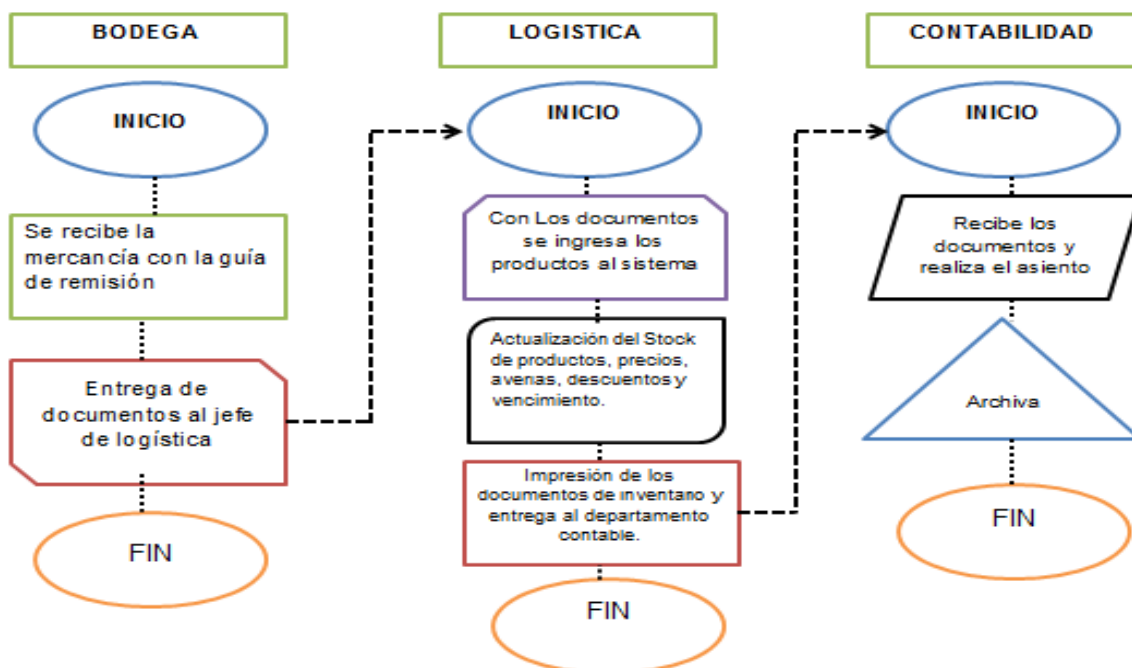 BODEGA
INICIO
Se recibe la
mercancía con la guía
de remisión
Entrega de
documentos al jefe
de logística
FIN
LOGISTICA
INICIO
Con Los documentos
se ingresa los
productos al sistema
Actualización del Stock
de productos, precios,
averias, descuentos y
vencimiento.
Impresión de los
documentos de inventario y
entrega al departamento
contable.
FIN
CONTABILIDAD
INICIO
Recibe los
documentos y
realiza el asiento
Archiva
FIN